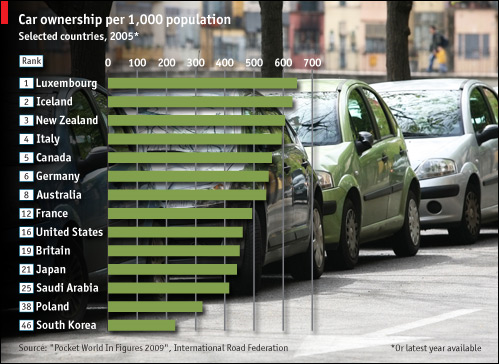 Car ownership per 1,000 population
Selected countries, 2005*
Rank
0 100 200 300 400 500 600 700
1 Luxembourg
2 Iceland
3 New Zealand
4 Italy
5 Canada
6 Germany
8 Australia
12 France
16 United States
19 Britain
21 Japan
25 Saudi Arabia
38 Poland
46 South Korea
Source: "Pocket World In Figures 2009", International Road Federation
*Or latest year available